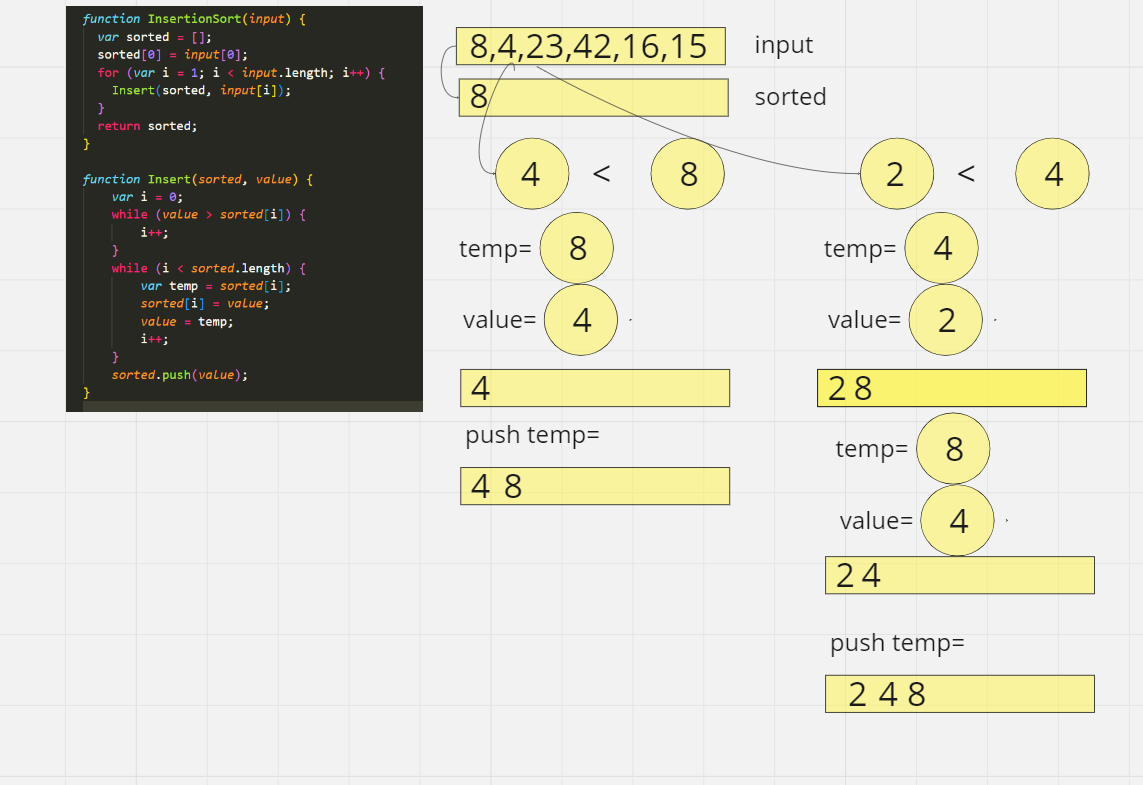 function InsertionSort(input) {
var sorted = [];
sorted[0] = input[0];
for (var i = 1; i < input.length; i++) {
Insert(sorted, input[i]);
}
return sorted;
}
function Insert(sorted, value) {
var i = 0;
while (value > sorted[i]) {
i++;
}
while (i < sorted.length) {
var temp = sorted[i];
sorted[i] = value;
value = temp;
i++;
}
sorted.push(value);
}
8,4,23,42,16,15 input
8 sorted
4 < 8
temp= 8
value= 4
4
push temp=
4 8
2 < 4
temp= 4
value= 2
2 8
temp= 8
value= 4
2 4
push temp=
2 4 8